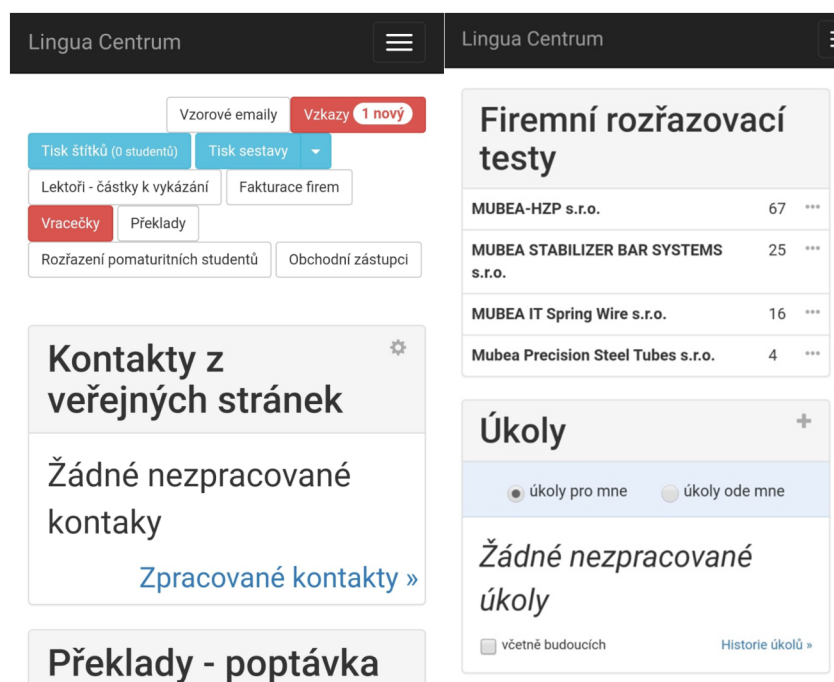 Lingua Centrum
Vzorové emaily
Vzkazy 1 nový
Tisk štítků (0 studentů)
Tisk sestavy
Lektoři - částky k vykázání
Fakturace firem
Vracečky
Překlady
Rozřazení pomaturitních studentů
Obchodní zástupci
Kontakty z
veřejných stránek
Žádné nezpracované
kontaky
Zpracované kontakty »
Překlady - poptávka
Lingua Centrum
Firemní rozřazovací
testy
MUBEA-HZP s.r.o. 67
MUBEA STABILIZER BAR SYSTEMS 25
s.r.o.
MUBEA IT Spring Wire s.r.o. 16
Mubea Precision Steel Tubes s.r.o. 4
Úkoly
úkoly pro mne
úkoly ode mne
Žádné nezpracované
úkoly
včetně budoucích
Historie úkolů »